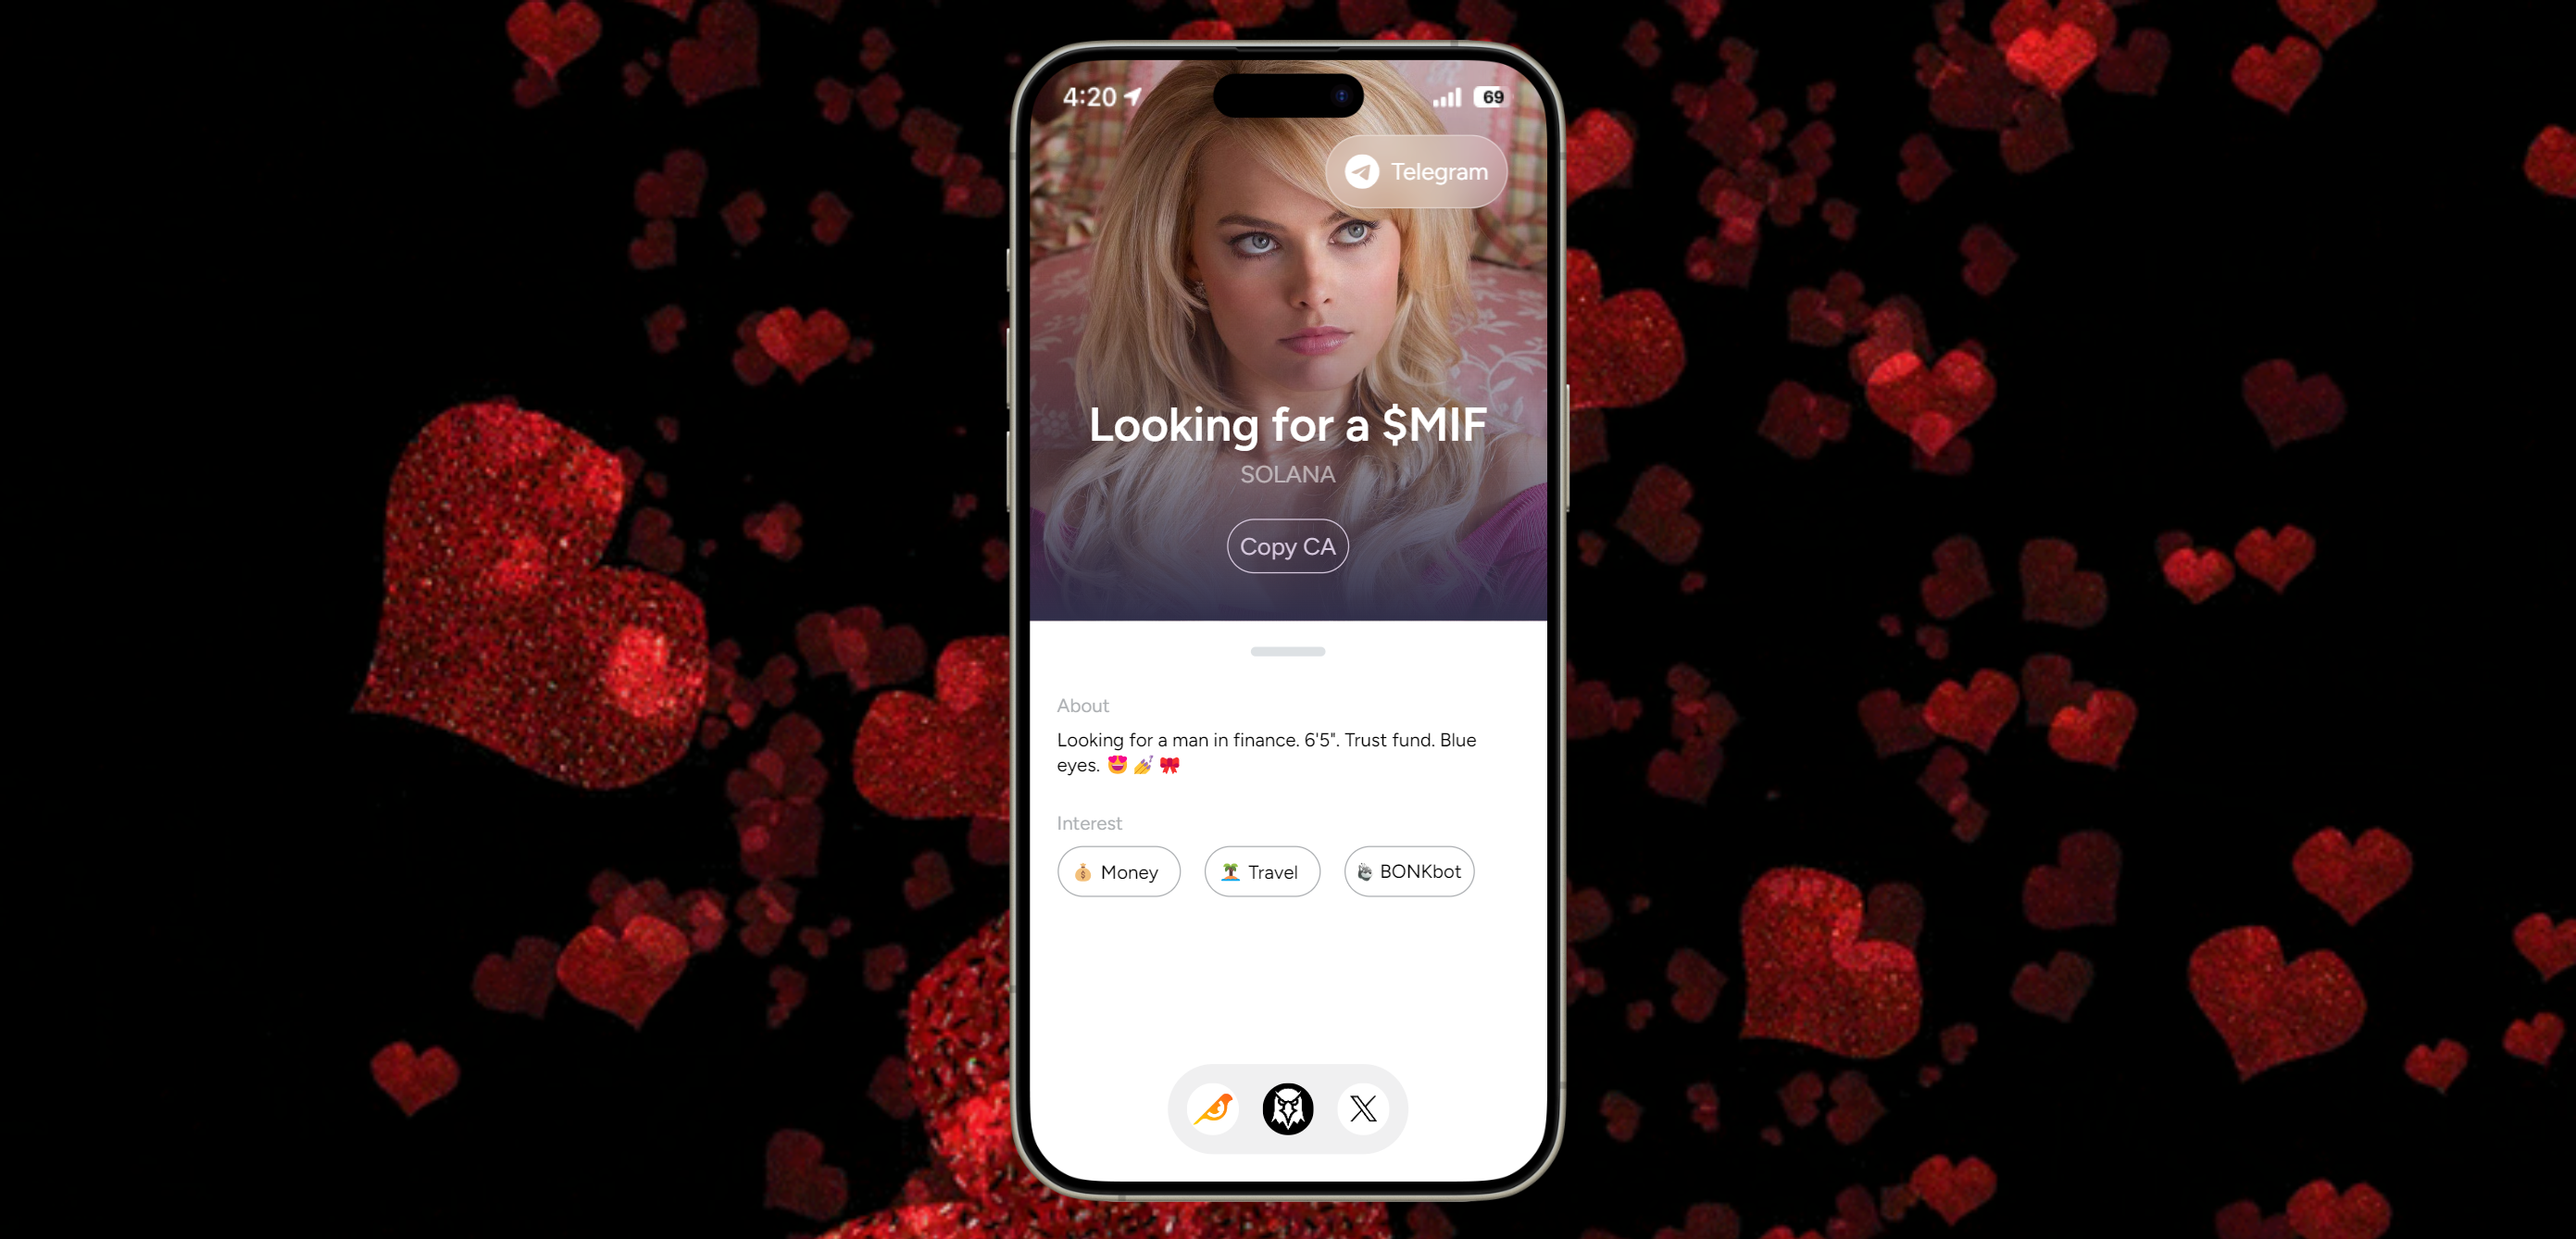 4:20
69
Telegram
Looking for a $MIF
SOLANA
Copy CA
About
Looking for a man in finance. 6'5". Trust fund. Blue
eyes. 😍 💅 🎀
Interest
💰 Money
🏝️ Travel
BONKbot